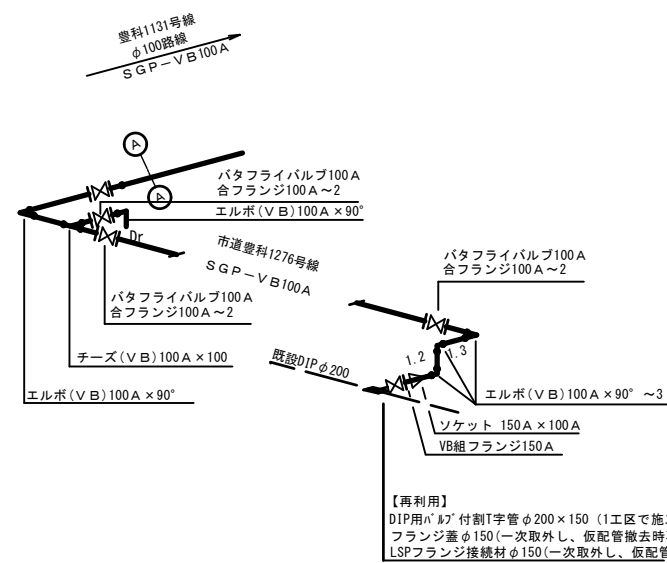 豊科1131号線
φ100路線
SGP-VB100A
A
A
バタフライバルブ100A
合フランジ100A～2
エルボ(VB)100A×90°
Dr
市道豊科1276号線
SGP-VB100A
バタフライバルブ100A
合フランジ100A～2
バタフライバルブ100A
合フランジ100A～2
チーズ(VB)100A×100
既設DIPφ200
1.2
1.3
エルボ(VB)100A×90°
エルボ(VB)100A×90° ～3
ソケット 150A×100A
VB組フランジ150A
【再利用】
DIP用バルブ付割T字管φ200×150 (1工区で施
フランジ蓋φ150(一次取外し、仮配管撤去時
LSPフランジ接続材φ150(一次取外し、仮配管